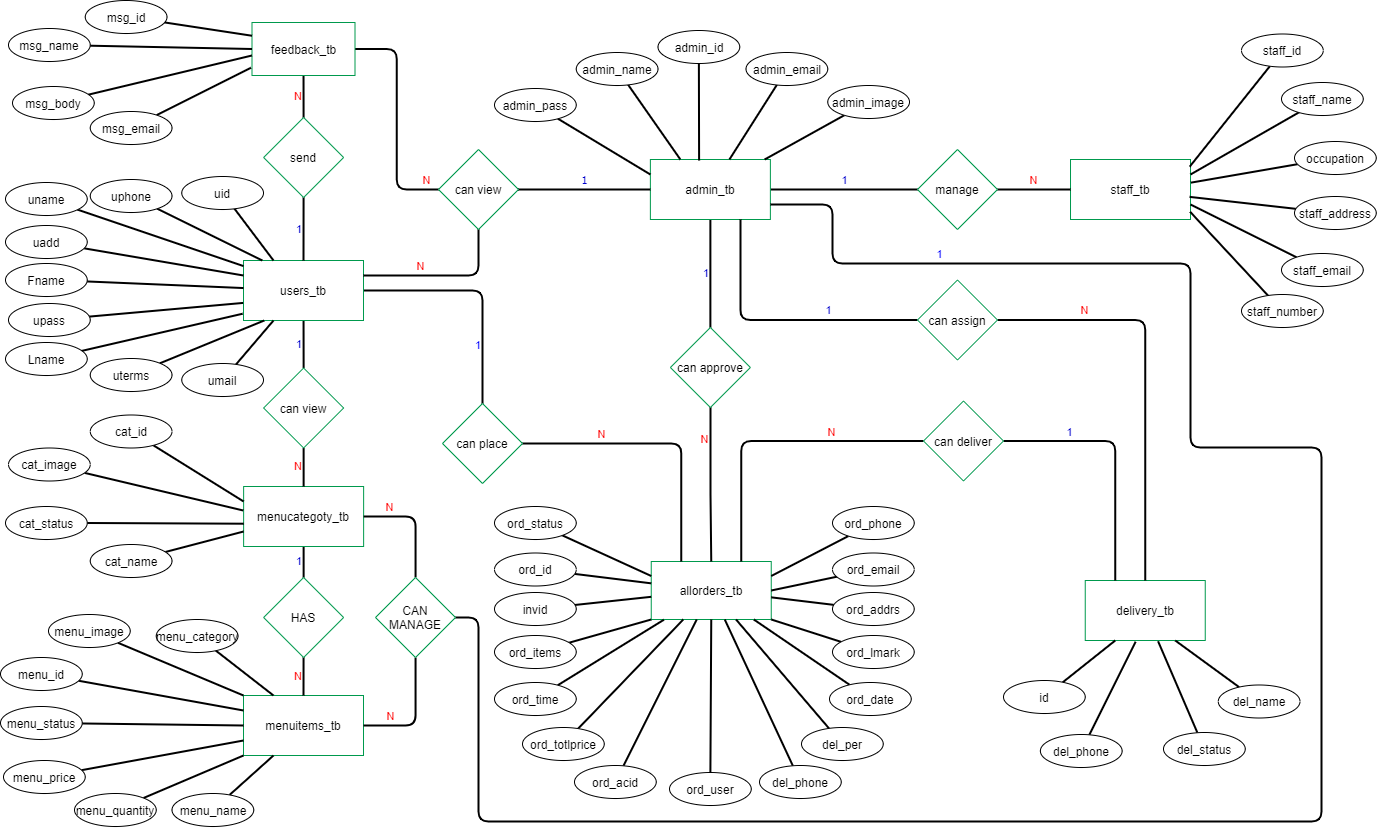 msg_id
msg_name
feedback_tb
msg_body
msg_email
N
send
1
admin_id
admin_name
admin_email
admin_pass
admin_image
staff_id
staff_name
occupation
staff_address
staff_email
staff_number
N
can view
1
admin_tb
1
manage
N
staff_tb
uname
uphone
uid
uadd
Fname
upass
Lname
uterms
umail
users_tb
N
1
1
1
1
can assign
N
1
can view
N
1
can approve
N
can place
N
N
can deliver
1
cat_id
cat_image
cat_status
cat_name
menucategoty_tb
N
1
HAS
N
CAN
MANAGE
N
menu_image
menu_category
menu_id
menu_status
menu_price
menu_quantity
menu_name
menuitems_tb
ord_status
ord_id
invid
ord_items
ord_time
ord_totlprice
ord_acid
ord_user
del_phone
del_per
ord_date
ord_lmark
ord_addrs
ord_email
ord_phone
allorders_tb
delivery_tb
id
del_phone
del_status
del_name